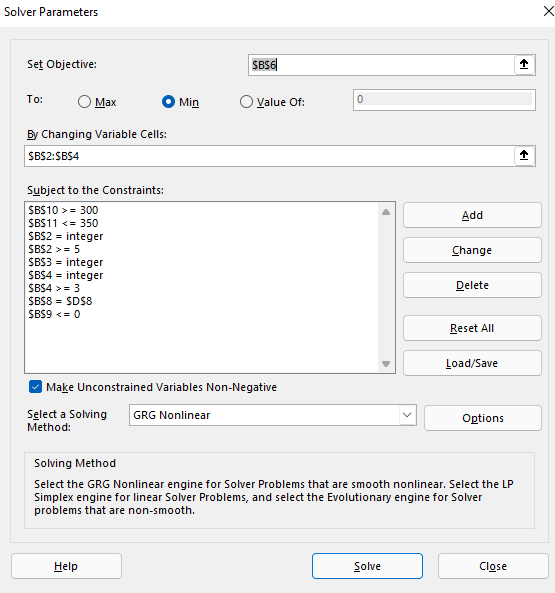 Solver Parameters
Set Objective:
$B$6
To:
Max
Min
Value Of:
0
By Changing Variable Cells:
$B$2:$B$4
Subject to the Constraints:
$B$10 >= 300
$B$11 <= 350
$B$2 = integer
$B$2 >= 5
$B$3 = integer
$B$4 = integer
$B$4 >= 3
$B$8 = $D$8
$B$9 <= 0
Add
Change
Delete
Reset All
Load/Save
Make Unconstrained Variables Non-Negative
Select a Solving
Method:
GRG Nonlinear
Options
Solving Method
Select the GRG Nonlinear engine for Solver Problems that are smooth nonlinear. Select the LP
Simplex engine for linear Solver Problems, and select the Evolutionary engine for Solver
problems that are non-smooth.
Help
Solve
Close